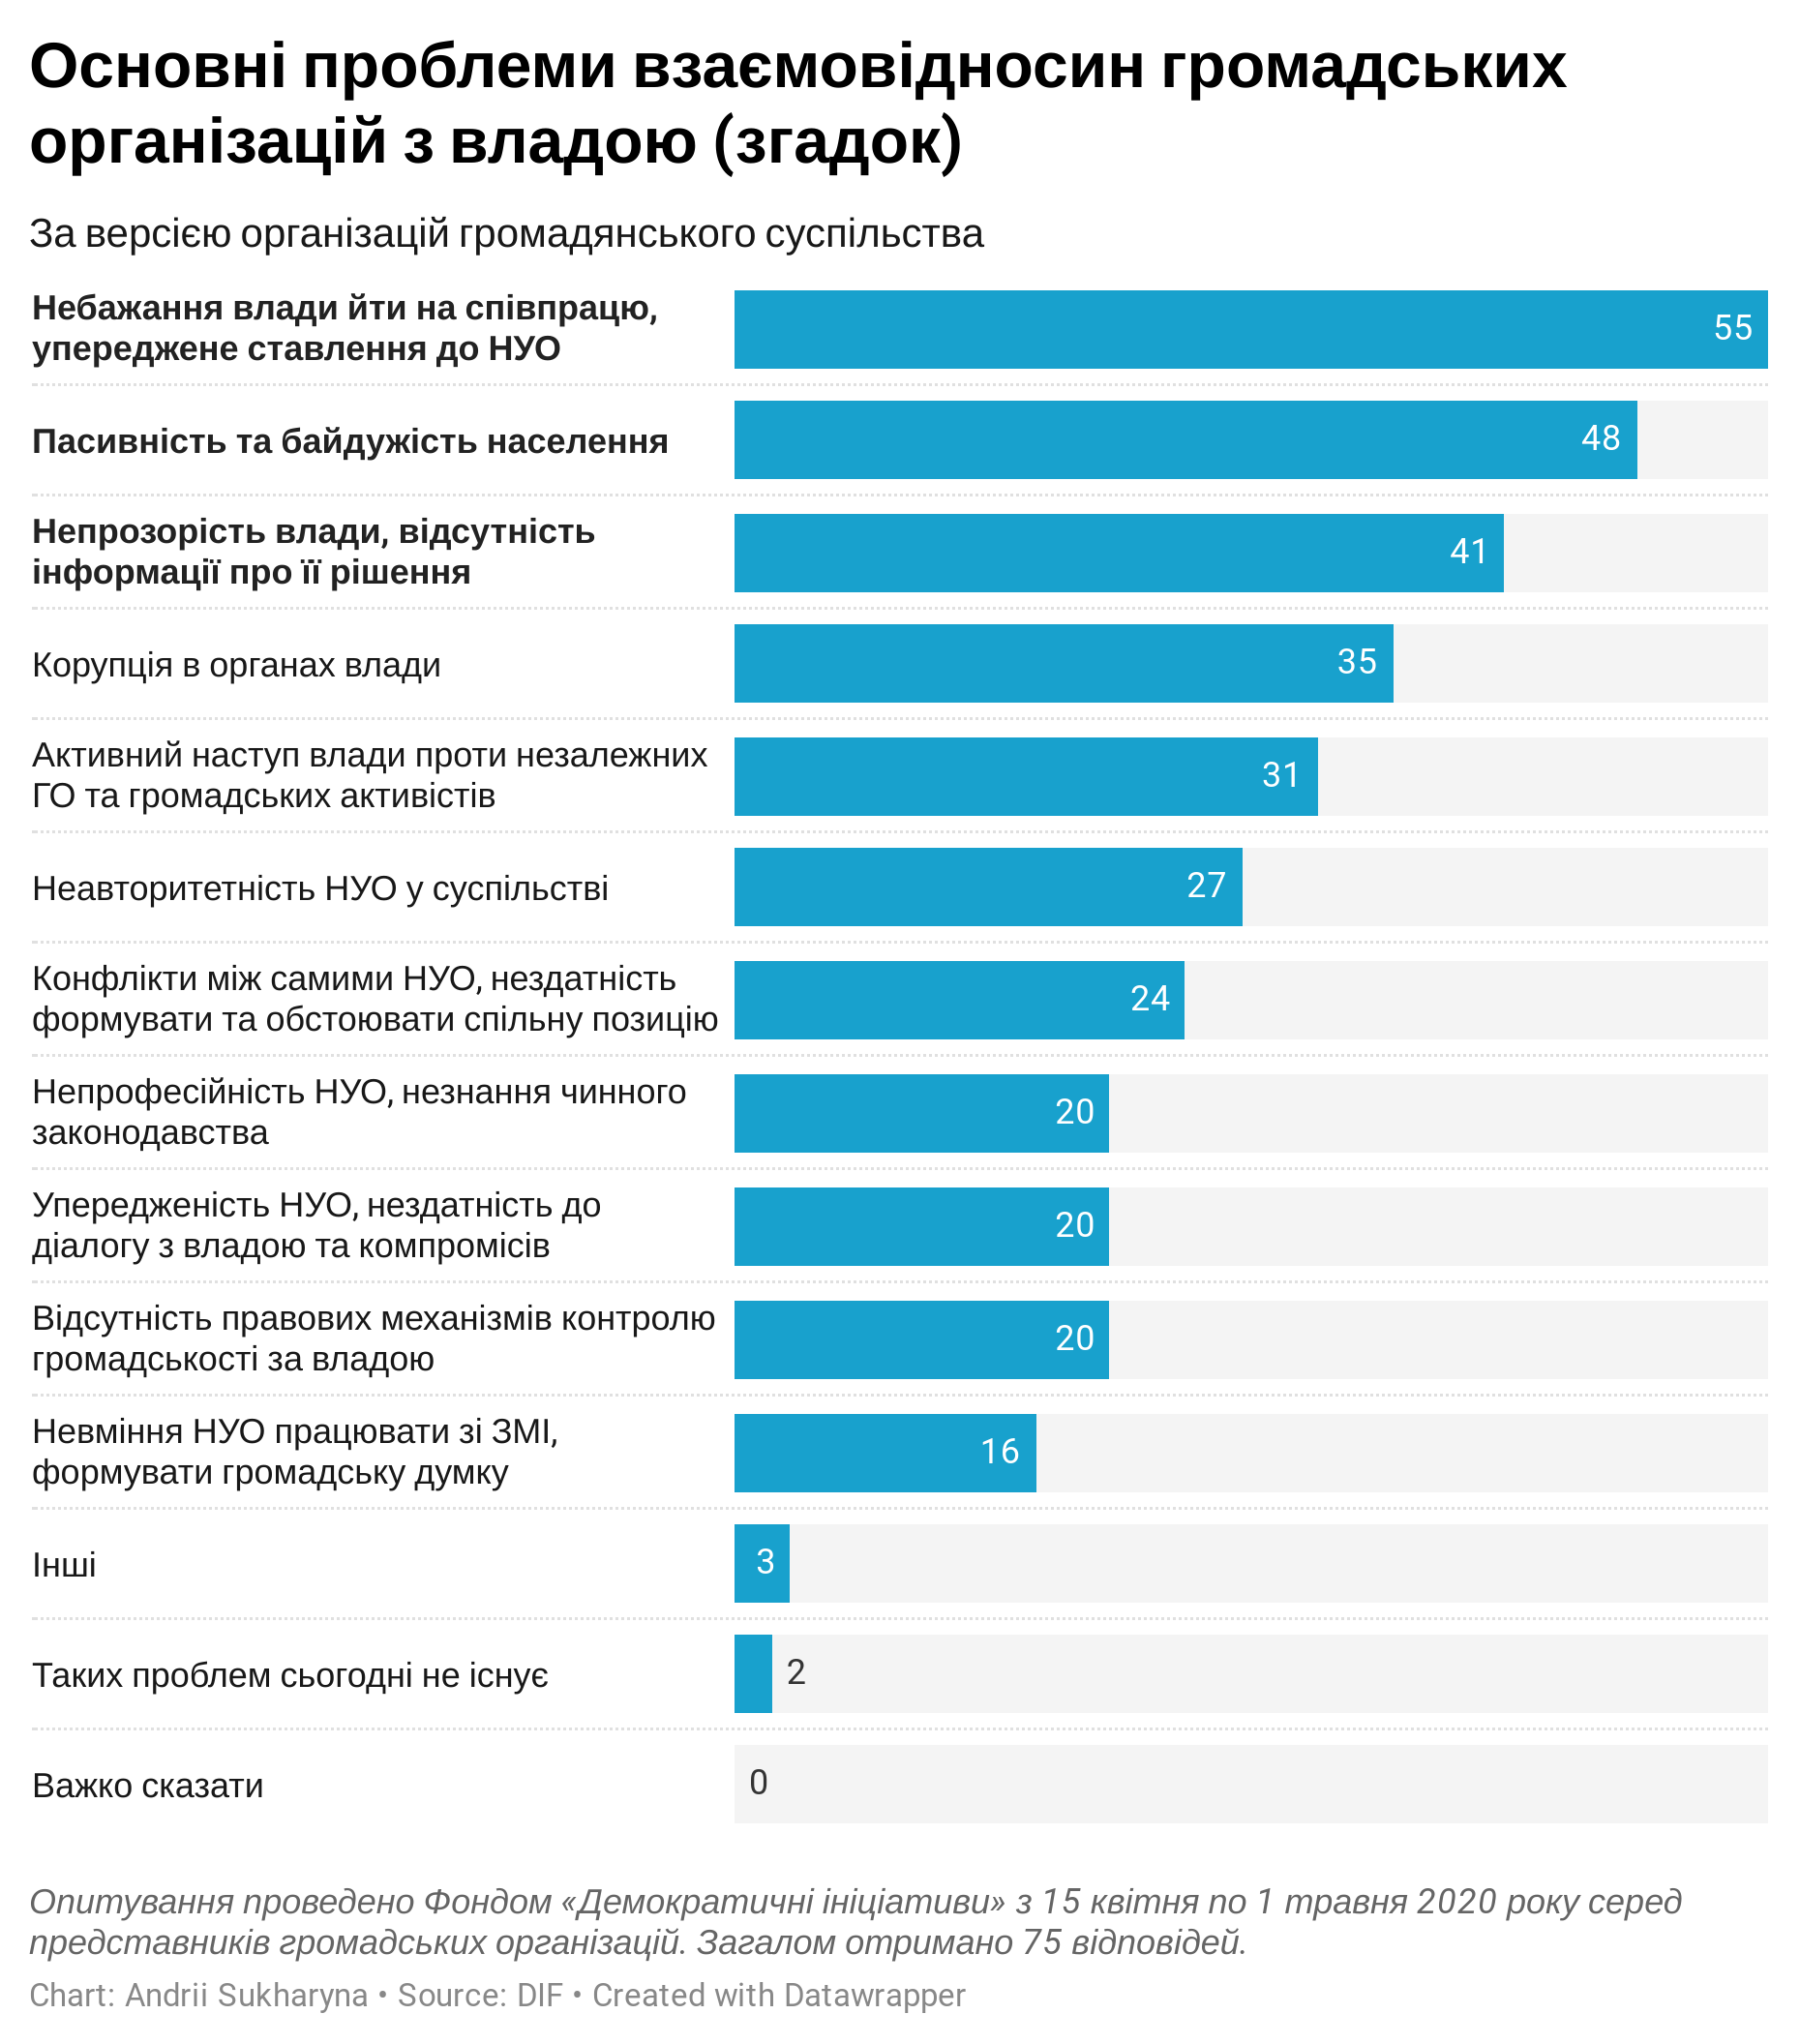 Основні проблеми взаємовідносин громадських
організацій з владою (згадок)
За версією організацій громадянського суспільства
Небажання влади йти на співпрацю,
упереджене ставлення до НУО
55
Пасивність та байдужість населення
48
Непрозорість влади, відсутність
інформації про її рішення
41
Корупція в органах влади
35
Активний наступ влади проти незалежних
ГО та громадських активістів
31
Неавторитетність НУО у суспільстві
27
Конфлікти між самими НУО, нездатність
формувати та обстоювати спільну позицію
24
Непрофесійність НУО, незнання чинного
законодавства
20
Упередженість НУО, нездатність до
діалогу з владою та компромісів
20
Відсутність правових механізмів контролю
громадськості за владою
20
Невміння НУО працювати зі ЗМІ,
формувати громадську думку
16
Інші
3
Таких проблем сьогодні не існує
2
Важко сказати
0
Опитування проведено Фондом «Демократичні ініціативи» з 15 квітня по 1 травня 2020 року серед
представників громадських організацій. Загалом отримано 75 відповідей.
Chart: Andrii Sukharyna • Source: DIF • Created with Datawrapper